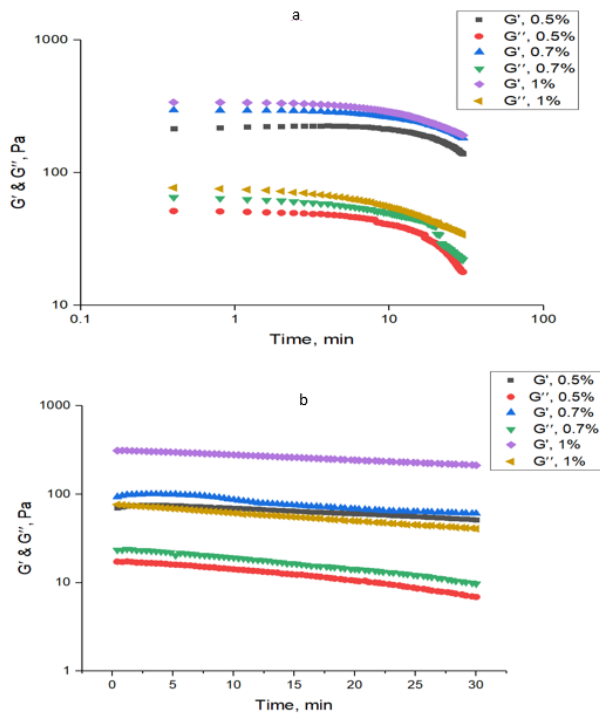 a
G', 0.5%
G'', 0.5%
G', 0.7%
G'', 0.7%
G', 1%
G'', 1%
1000
100
10
G' & G'', Pa
0.1
1
10
100
Time, min
b
G', 0.5%
G'', 0.5%
G', 0.7%
G'', 0.7%
G', 1%
G'', 1%
1000
100
10
1
G' & G'', Pa
0
5
10
15
20
25
30
Time, min